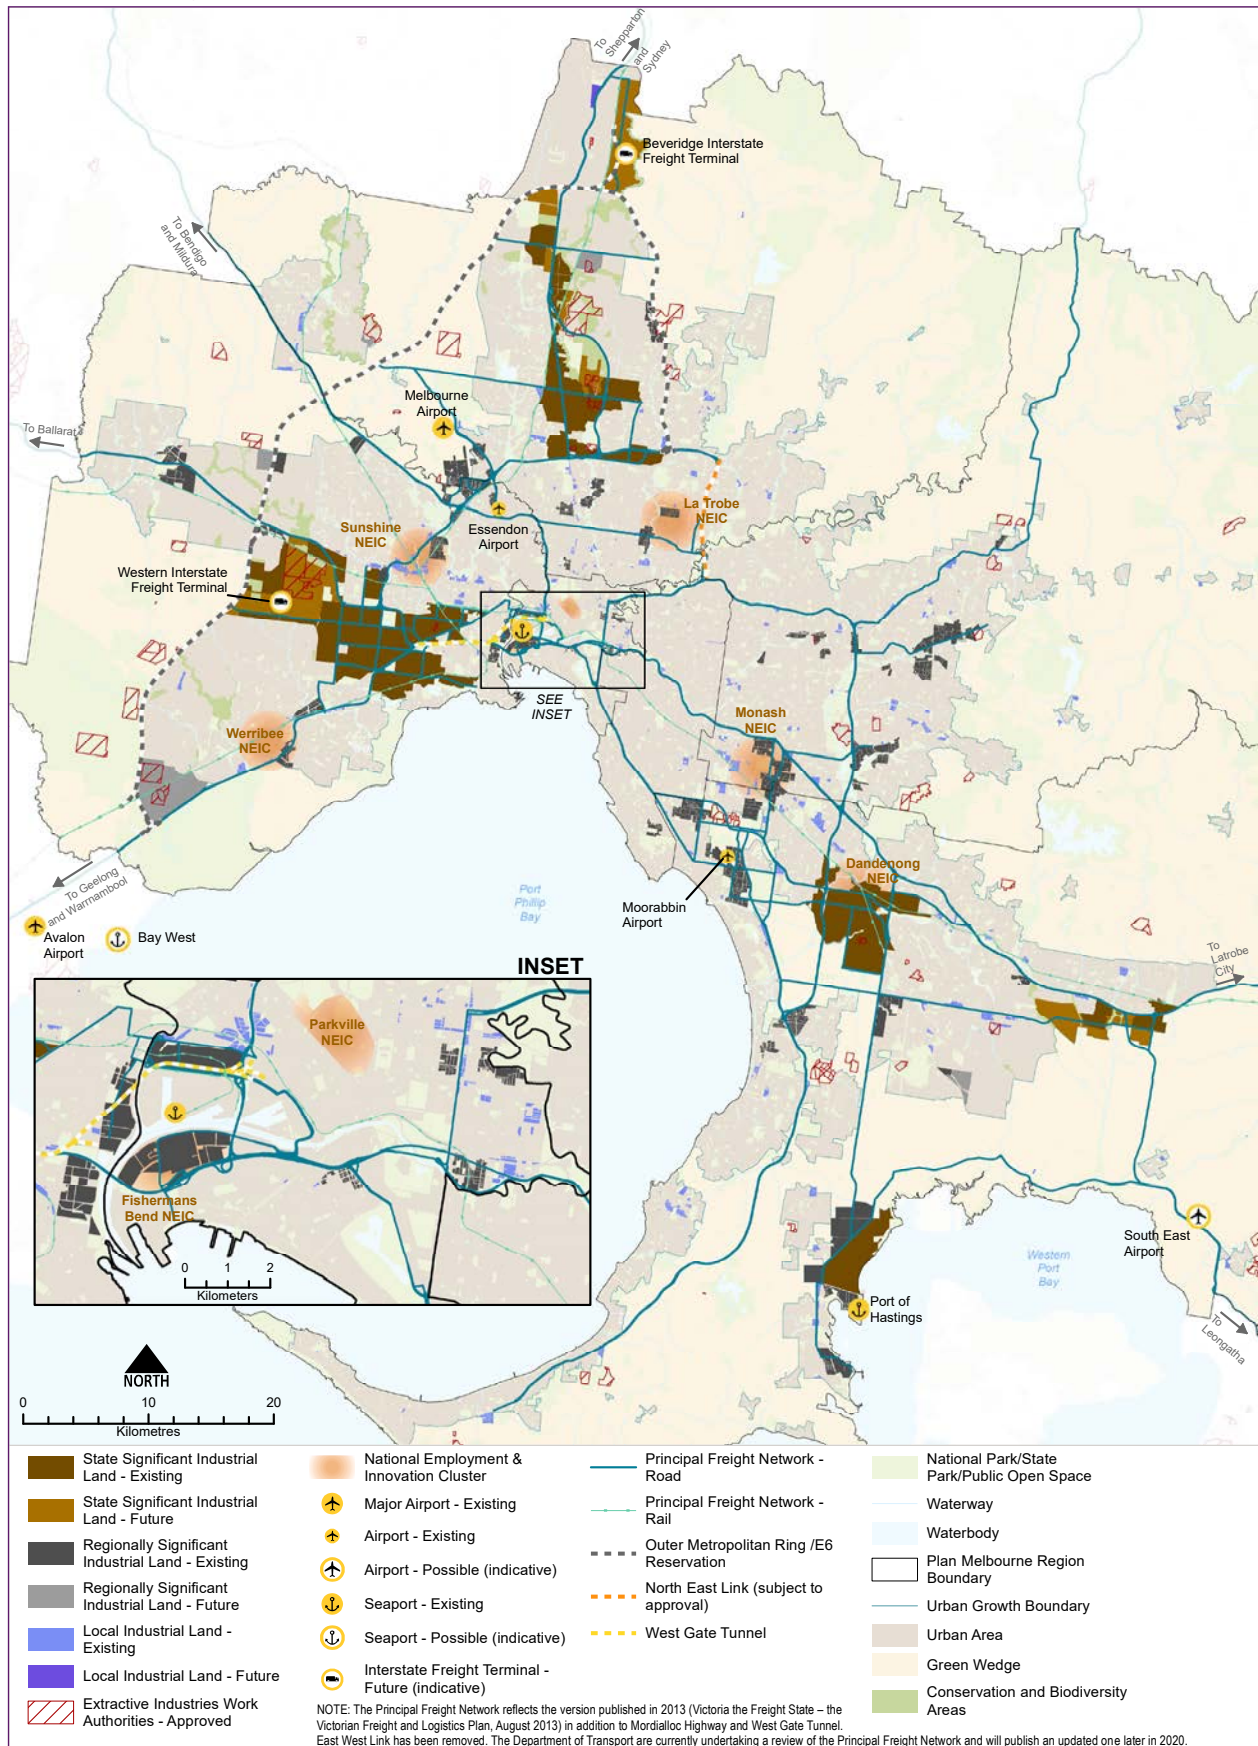 To
Shepparton
and
Sydney
Beveridge Interstate
Freight Terminal
To Bendigo
and Mildura
Melbourne
Airport
To Ballarat
La Trobe
NEIC
Sunshine
NEIC
Essendon
Airport
Western Interstate
Freight Terminal
SEE
INSET
Werribee
NEIC
Monash
NEIC
Dandenong
NEIC
To Geelong
and Warrnambool
Port
Phillip
Bay
Moorabbin
Airport
Avalon
Airport
Bay West
To
Latrobe
City
INSET
Parkville
NEIC
Fishermans
Bend NEIC
0 1 2
Kilometers
South East
Airport
Western
Port
Bay
Port of
Hastings
To
Leongatha
NORTH
0 10 20
Kilometres
State Significant Industrial
Land - Existing
State Significant Industrial
Land - Future
Regionally Significant
Industrial Land - Existing
Regionally Significant
Industrial Land - Future
Local Industrial Land -
Existing
Local Industrial Land - Future
Extractive Industries Work
Authorities - Approved
National Employment &
Innovation Cluster
Major Airport - Existing
Airport - Existing
Airport - Possible (indicative)
Seaport - Existing
Seaport - Possible (indicative)
Interstate Freight Terminal -
Future (indicative)
Principal Freight Network -
Road
Principal Freight Network -
Rail
Outer Metropolitan Ring /E6
Reservation
North East Link (subject to
approval)
West Gate Tunnel
National Park/State
Park/Public Open Space
Waterway
Waterbody
Plan Melbourne Region
Boundary
Urban Growth Boundary
Urban Area
Green Wedge
Conservation and Biodiversity
Areas
NOTE: The Principal Freight Network reflects the version published in 2013 (Victoria the Freight State – the
Victorian Freight and Logistics Plan, August 2013) in addition to Mordialloc Highway and West Gate Tunnel.
East West Link has been removed. The Department of Transport are currently undertaking a review of the Principal Freight Network and will publish an updated one later in 2020.